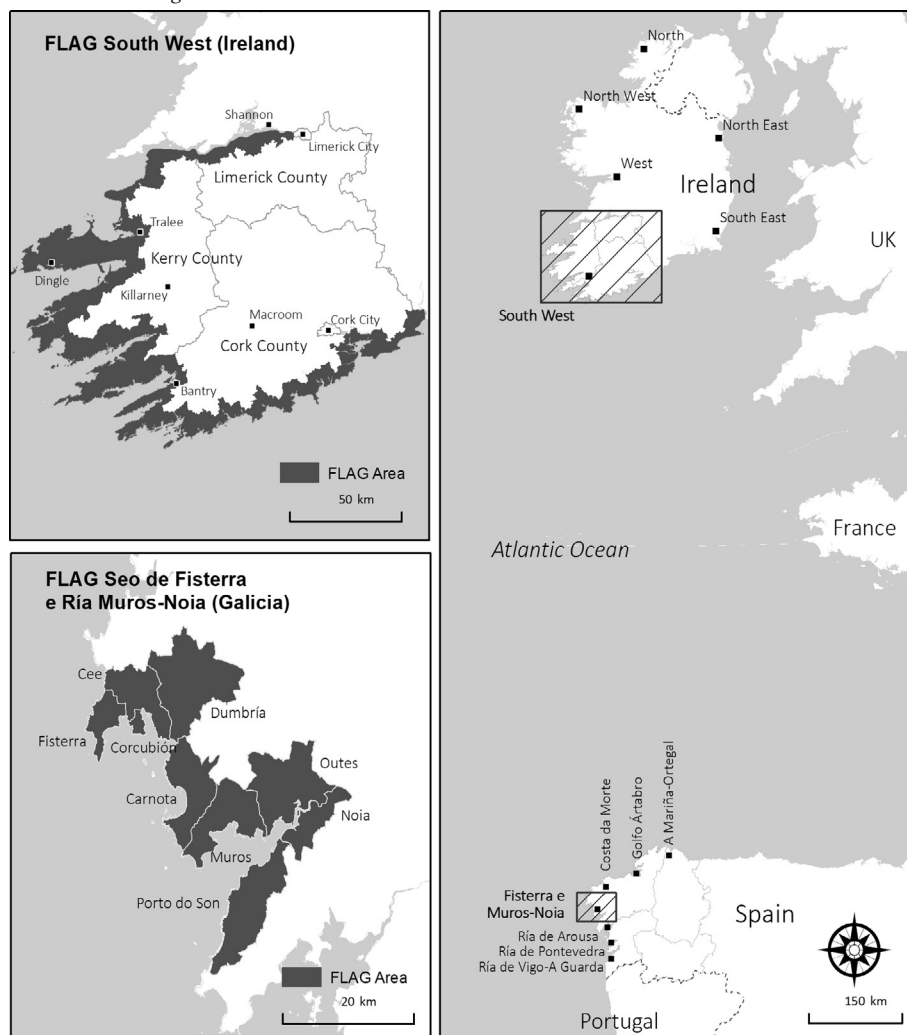 FLAG South West (Ireland)
Shannon
Limerick City
Limerick County
Tralee
Kerry County
Dingle
Killarney
Macroom
Cork City
Cork County
Bantry
FLAG Area
50 km
FLAG Seo de Fisterra
e Ría Muros-Noia (Galicia)
Cee
Dumbría
Fisterra
Corcubión
Outes
Carnota
Noia
Muros
Porto do Son
FLAG Area
20 km
North
North West
North East
West
Ireland
South East
UK
South West
France
Atlantic Ocean
Costa da Morte
Golfo Ártabro
A Mariña-Ortegal
Fisterra e
Muros-Noia
Spain
Ría de Arousa
Ría de Pontevedra
Ría de Vigo-A Guarda
150 km
Portugal